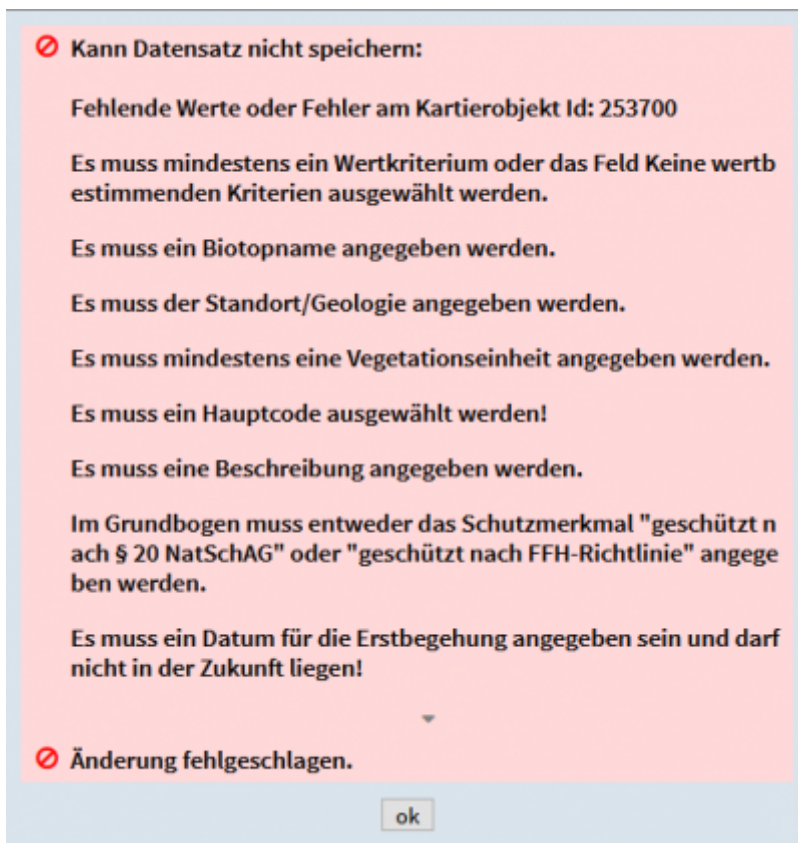 Kann Datensatz nicht speichern:
Fehlende Werte oder Fehler am Kartierobjekt Id: 253700
Es muss mindestens ein Wertkriterium oder das Feld Keine wertb
estimmenden Kriterien ausgewählt werden.
Es muss ein Biotopname angegeben werden.
Es muss der Standort/Geologie angegeben werden.
Es muss mindestens eine Vegetationseinheit angegeben werden.
Es muss ein Hauptcode ausgewählt werden!
Es muss eine Beschreibung angegeben werden.
Im Grundbogen muss entweder das Schutzmerkmal "geschützt n
ach § 20 NatSchAG" oder "geschützt nach FFH-Richtlinie" angege
ben werden.
Es muss ein Datum für die Erstbegehung angegeben sein und darf
nicht in der Zukunft liegen!
Änderung fehlgeschlagen.
ok